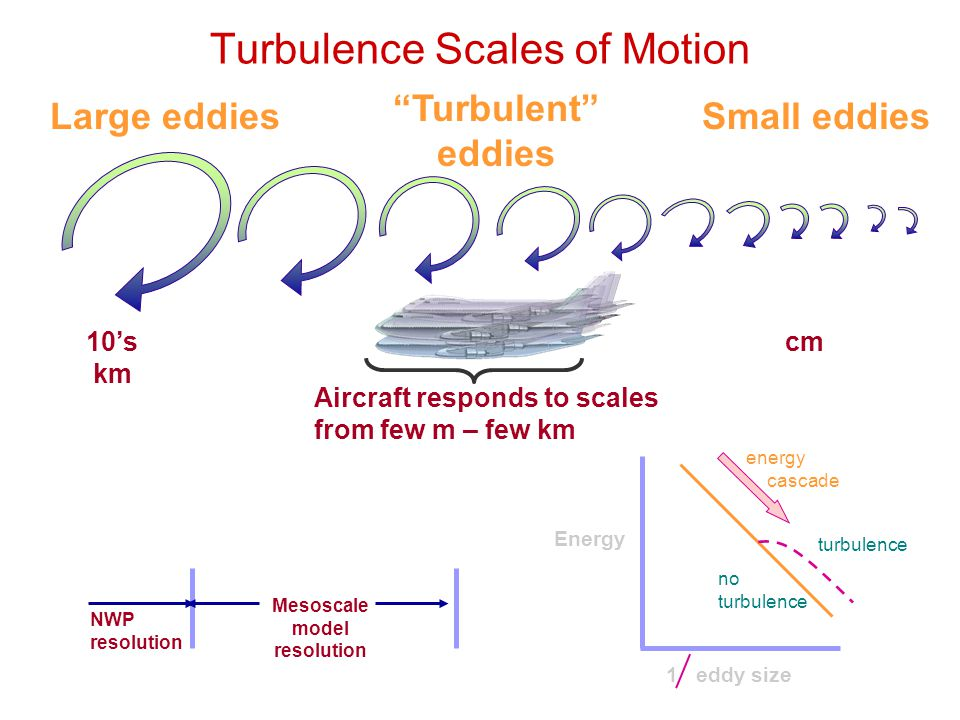 Turbulence Scales of Motion
Large eddies
“Turbulent”
eddies
Small eddies
10’s
km
cm
Aircraft responds to scales
from few m – few km
energy
cascade
Energy
turbulence
no
turbulence
1/ eddy size
NWP
resolution
Mesoscale
model
resolution